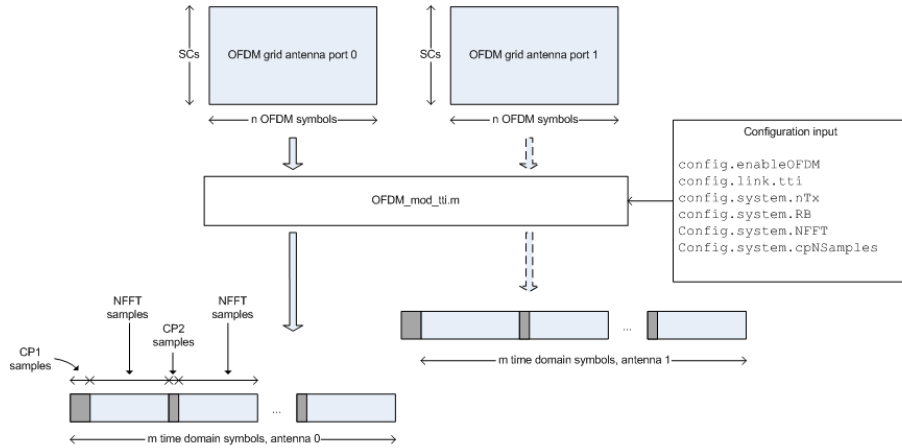 SCs
OFDM grid antenna port 0
n OFDM symbols
SCs
OFDM grid antenna port 1
n OFDM symbols
Configuration input
config.enableOFDM
config.link.tti
config.system.nTx
config.system.RB
Config.system.NFFT
Config.system.cpNSamples
OFDM_mod_tti.m
...
m time domain symbols, antenna 1
CP1
samples
NFFT
samples
CP2
samples
NFFT
samples
...
m time domain symbols, antenna 0